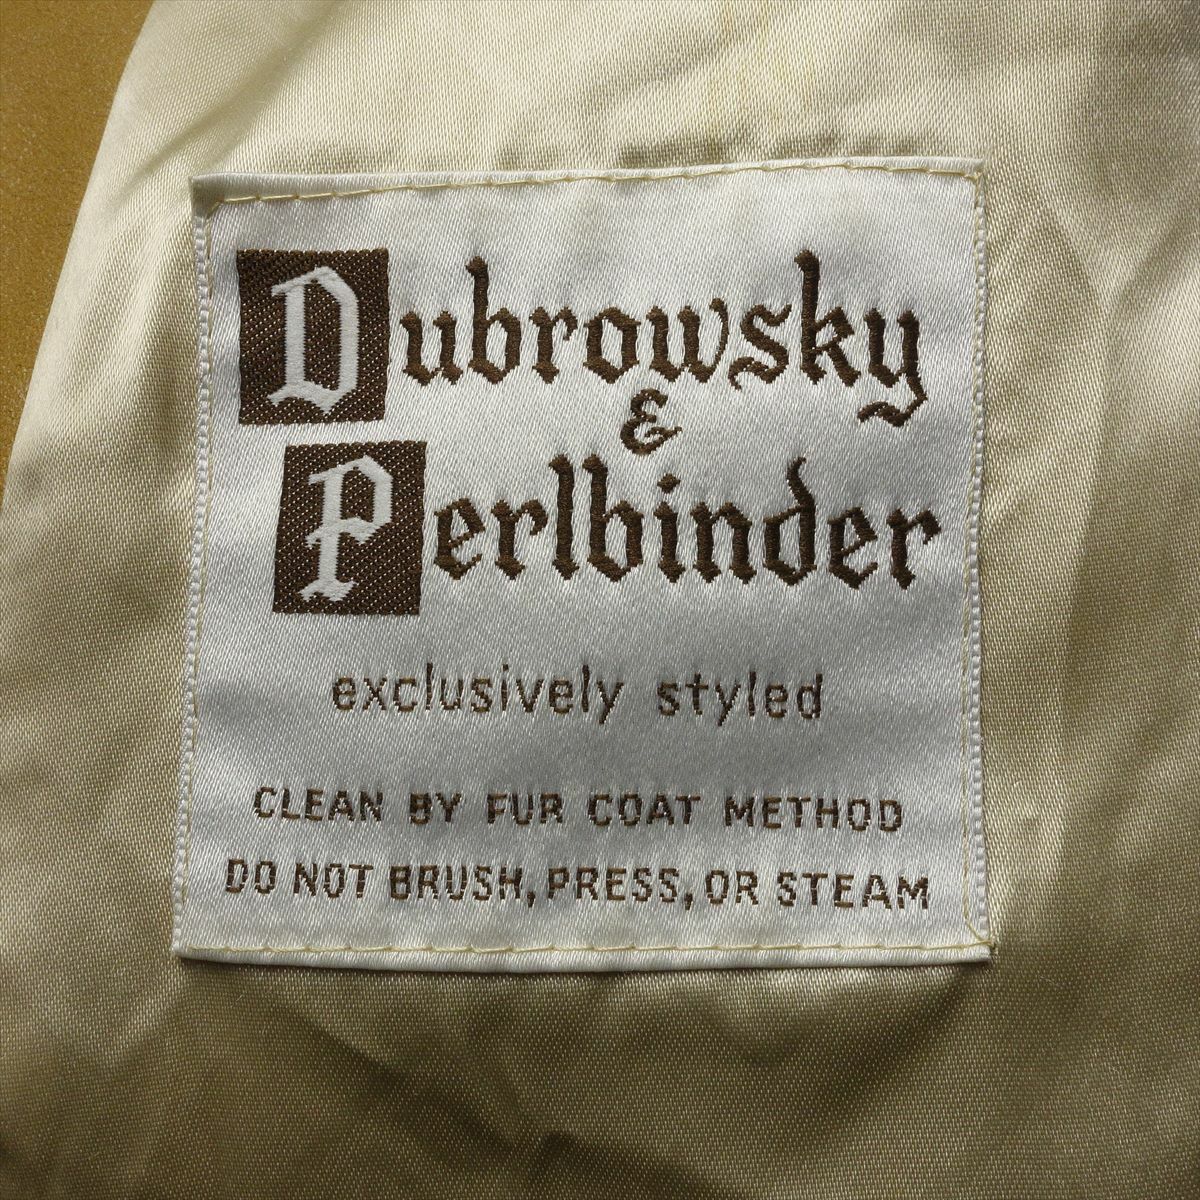 Dubrowsky
&
Perlbinder
exclusively styled
CLEAN BY FUR COAT METHOD
DO NOT BRUSH, PRESS, OR STEAM